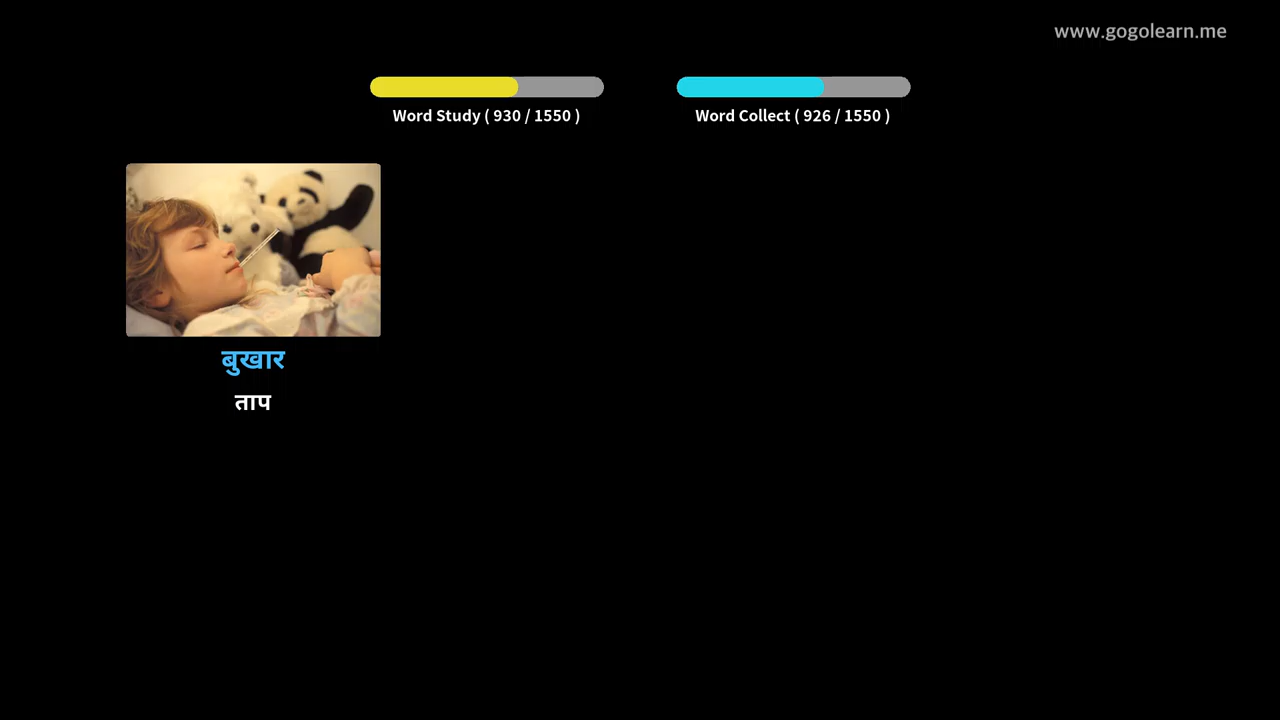 www.gogolearn.me
Word Study ( 930 / 1550 )
Word Collect ( 926 / 1550 )
बुखार
ताप